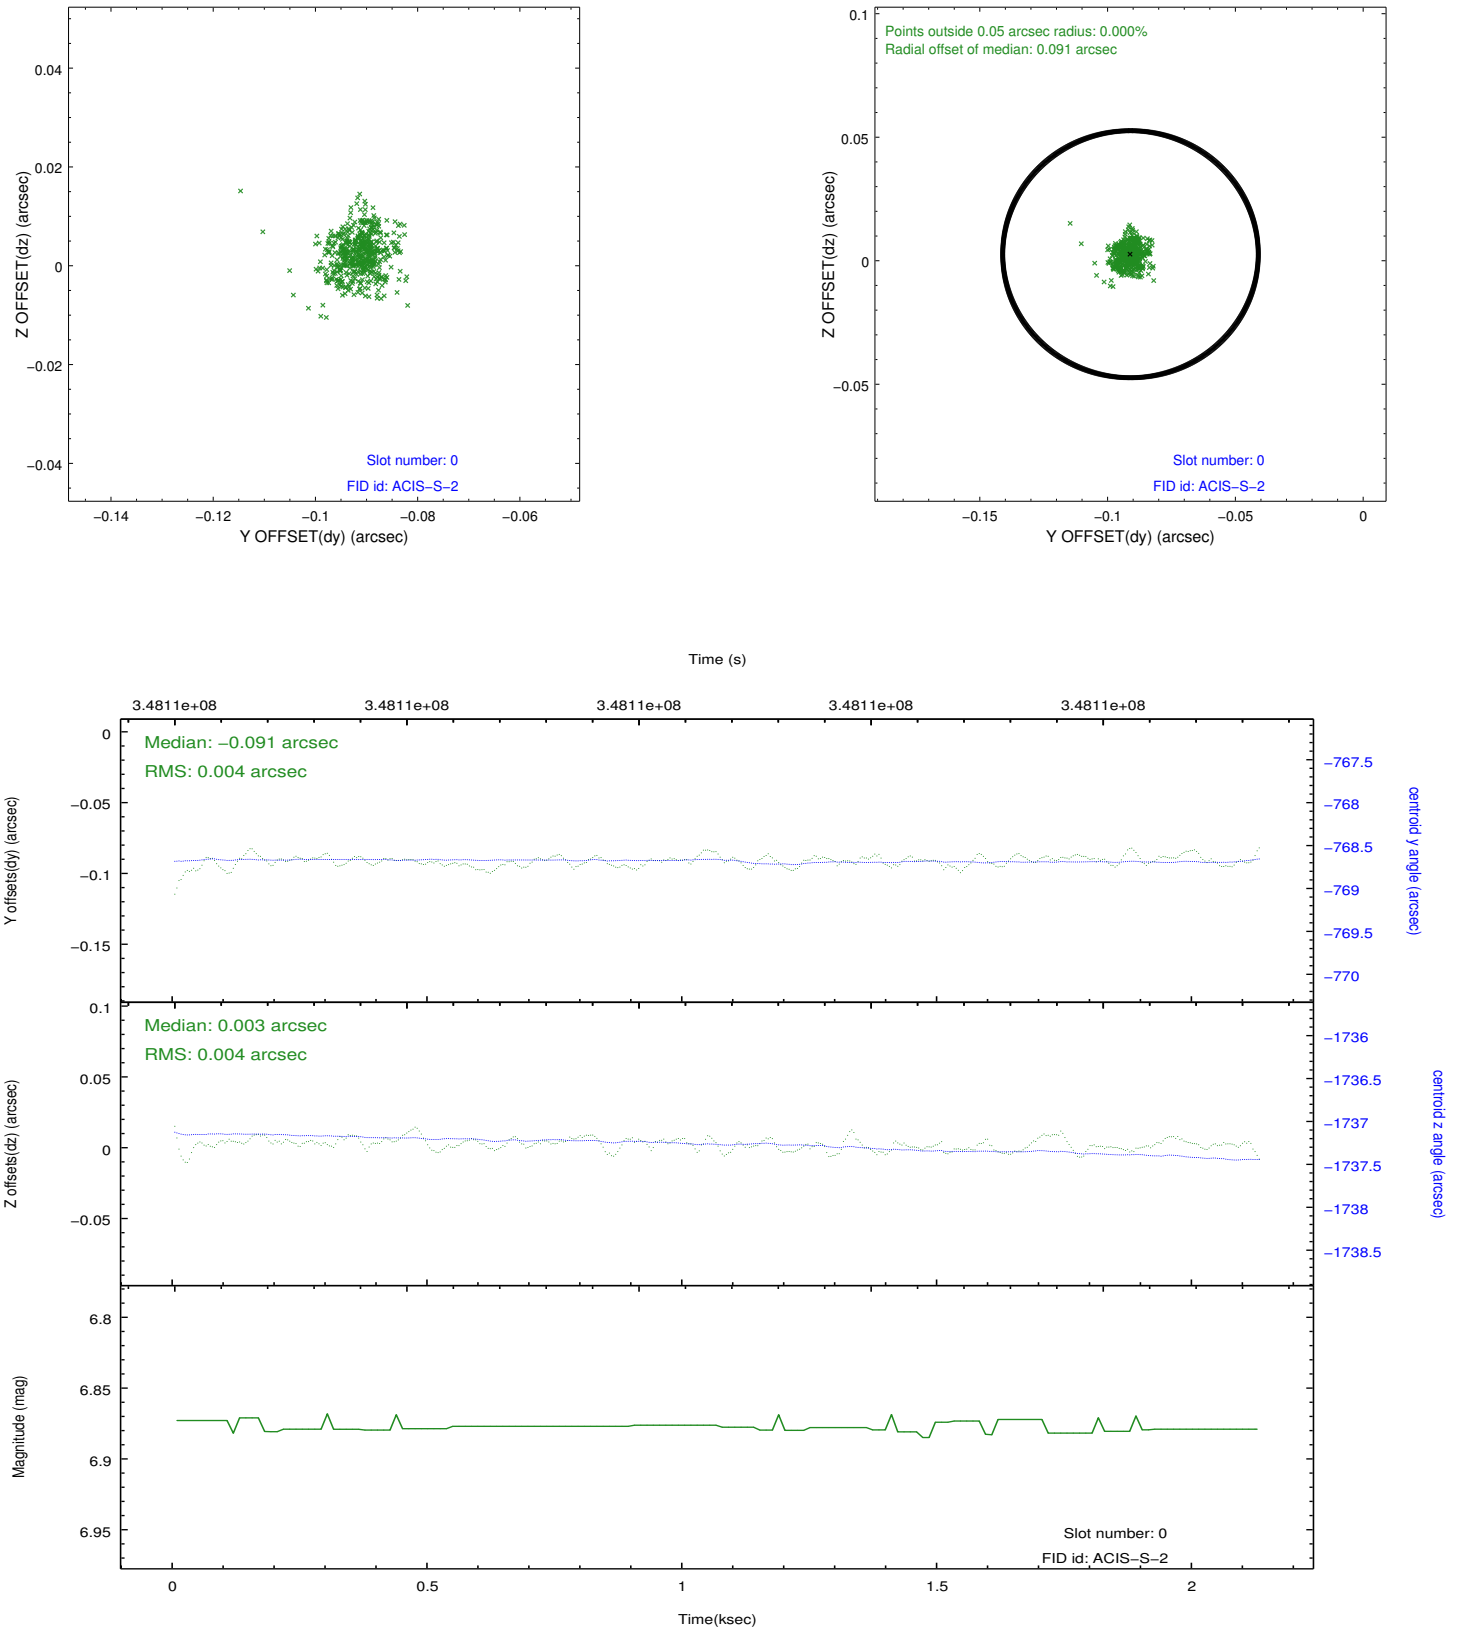 0.04
0.02
0
−0.02
−0.04
Z OFFSET(dz) (arcsec)
Slot number: 0
FID id: ACIS−S−2
−0.14
−0.12
−0.1
−0.08
−0.06
Y OFFSET(dy) (arcsec)
0.1
0.05
0
−0.05
Z OFFSET(dz) (arcsec)
Points outside 0.05 arcsec radius: 0.000%
Radial offset of median: 0.091 arcsec
Slot number: 0
FID id: ACIS−S−2
−0.15
−0.1
−0.05
0
Y OFFSET(dy) (arcsec)
Time (s)
3.4811e+08
3.4811e+08
3.4811e+08
3.4811e+08
3.4811e+08
Median: −0.091 arcsec
RMS: 0.004 arcsec
0
−0.05
−0.1
−0.15
Y offsets(dy) (arcsec)
−767.5
−768
−768.5
−769
−769.5
−770
centroid y angle (arcsec)
Median: 0.003 arcsec
RMS: 0.004 arcsec
0.1
0.05
0
−0.05
Z offsets(dz) (arcsec)
−1736
−1736.5
−1737
−1737.5
−1738
−1738.5
centroid z angle (arcsec)
6.8
6.85
6.9
6.95
Magnitude (mag)
Slot number: 0
FID id: ACIS−S−2
0
0.5
1
1.5
2
Time(ksec)